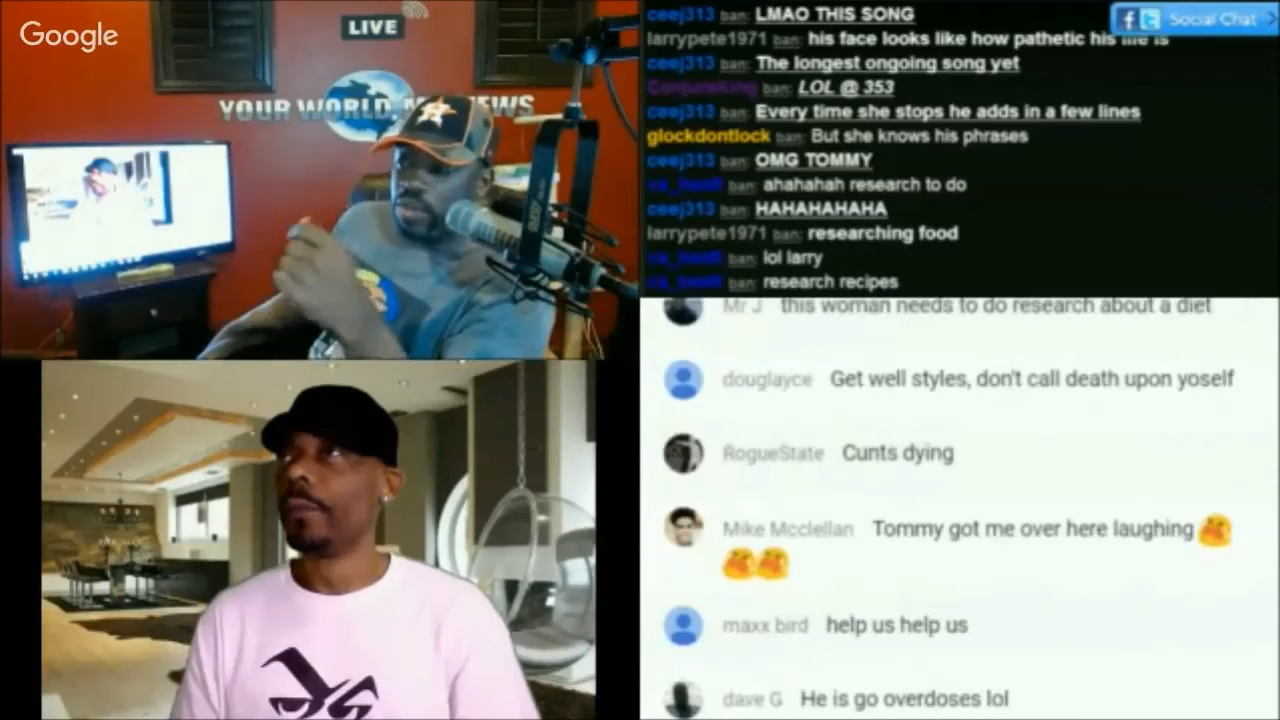 Google
LIVE
YOUR WORLD
NEWS
Social Chat
ceej313 ban: LMAO THIS SONG
larrypete1971 ban: his face looks like how pathetic his life is
ceej313 ban: The longest ongoing song yet
ConjureKing ban: LOL @ 353
ceej313 ban: Every time she stops he adds in a few lines
glockdontlock ban: But she knows his phrases
ceej313 ban: OMG TOMMY
ban: ahahahah research to do
ceej313 ban: HAHAHAHAHA
larrypete1971 ban: researching food
ban: lol larry
ban: research recipes
Mr J this woman needs to do research about a diet
douglayce Get well styles, don't call death upon yoself
RogueState Cunts dying
Mike Mcclellan Tommy got me over here laughing
maxx bird help us help us
dave G He is go overdoses lol